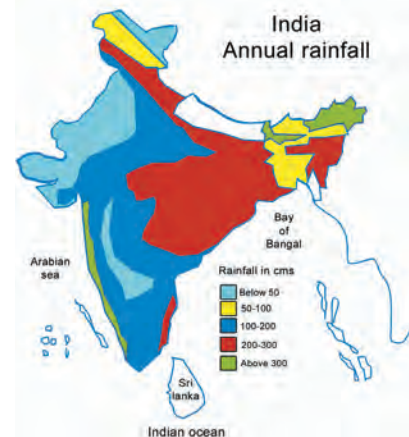 India
Annual rainfall
Bay
of
Bangal
Arabian
sea
Rainfall in cms
Below 50
50-100
100-200
200-300
Above 300
Sri
lanka
Indian ocean